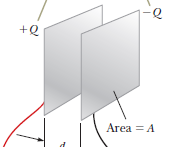 -Q
+Q
Area = A
d